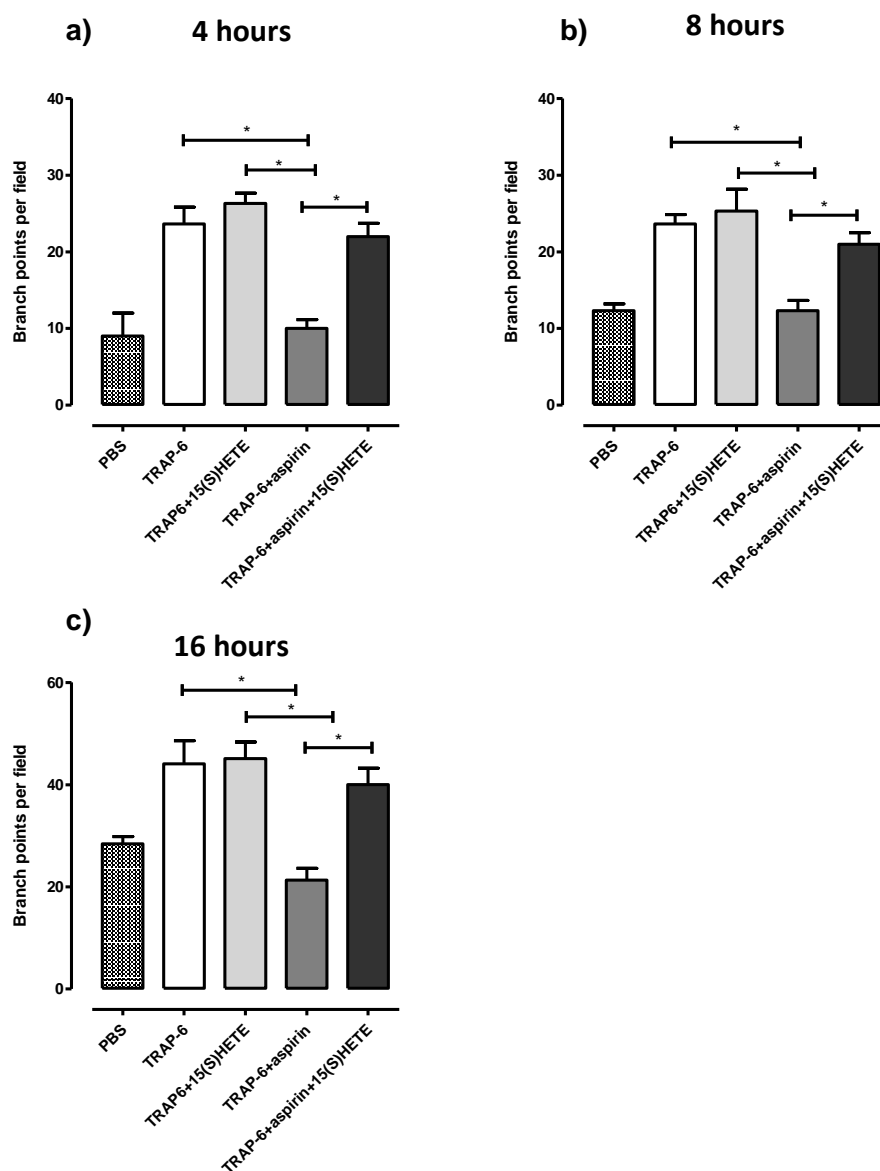 a)
4 hours
Branch points per field
40
30
20
10
0
*
*
*
PBS
TRAP-6
TRAP6+15(S)HETE
TRAP-6+aspirin
TRAP-6+aspirin+15(S)HETE
b)
8 hours
Branch points per field
40
30
20
10
0
*
*
*
PBS
TRAP-6
TRAP6+15(S)HETE
TRAP-6+aspirin
TRAP-6+aspirin+15(S)HETE
c)
16 hours
Branch points per field
60
40
20
0
*
*
*
PBS
TRAP-6
TRAP6+15(S)HETE
TRAP-6+aspirin
TRAP-6+aspirin+15(S)HETE